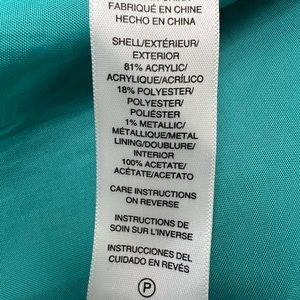 FABRIQUÉ EN CHINE
HECHO EN CHINA
SHELL/EXTÉRIEUR/
EXTERIOR
81% ACRYLIC/
ACRYLIQUE/ACRÍLICO
18% POLYESTER/
POLYESTER/
POLIÉSTER
1% METALLIC/
MÉTALLIQUE/METAL
LINING/DOUBLURE/
INTERIOR
100% ACETATE/
ACÉTATE/ACETATO
CARE INSTRUCTIONS
ON REVERSE
INSTRUCTIONS DE
SOIN SUR L'INVERSE
INSTRUCCIONES DEL
CUIDADO EN REVÉS
P